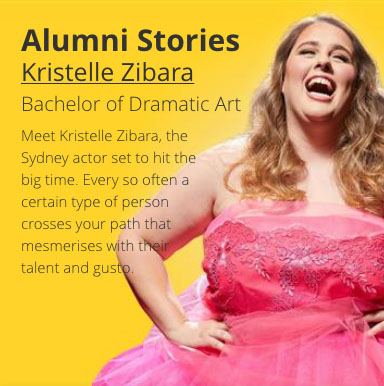 Alumni Stories
Kristelle Zibara
Bachelor of Dramatic Art
Meet Kristelle Zibara, the
Sydney actor set to hit the
big time. Every so often a
certain type of person
crosses your path that
mesmerises with their
talent and gusto.